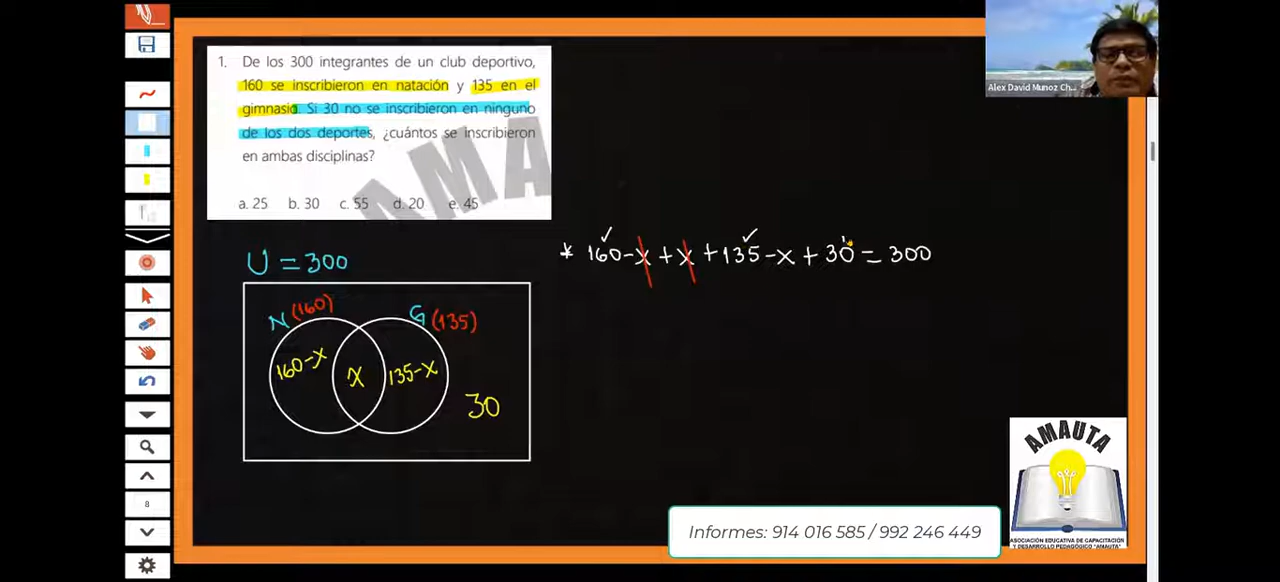 1. De los 300 integrantes de un club deportivo,
160 se inscribieron en natación y 135 en el
gimnasio. Si 30 no se inscribieron en ninguno
de los dos deportes, ¿cuántos se inscribieron
en ambas disciplinas?
a. 25 b. 30 c. 55 d. 20 e. 45
AMA
Alex David Munoz Ch...
* 160-x + x + 135 - x + 30 = 300
U = 300
N (160) G (135)
160-x x 135-x
30
8
AMAUTA
ASOCIACIÓN EDUCATIVA DE CAPACITACIÓN
Y DESARROLLO PEDAGÓGICO "AMAUTA"
Informes: 914 016 585 / 992 246 449